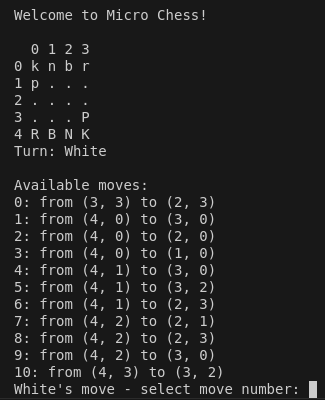 Welcome to Micro Chess!

  0 1 2 3
0 k n b r
1 p . . .
2 . . . .
3 . . . P
4 R B N K
Turn: White

Available moves:
0: from (3, 3) to (2, 3)
1: from (4, 0) to (3, 0)
2: from (4, 0) to (2, 0)
3: from (4, 0) to (1, 0)
4: from (4, 1) to (3, 0)
5: from (4, 1) to (3, 2)
6: from (4, 1) to (2, 3)
7: from (4, 2) to (2, 1)
8: from (4, 2) to (2, 3)
9: from (4, 2) to (3, 0)
10: from (4, 3) to (3, 2)
White's move - select move number: